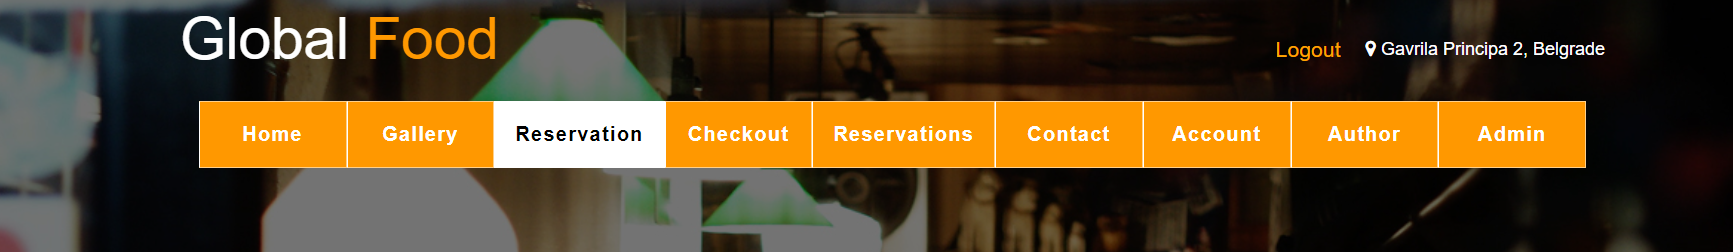 Global Food
Logout Gavrila Principa 2, Belgrade
Home Gallery Reservation Checkout Reservations Contact Account Author Admin